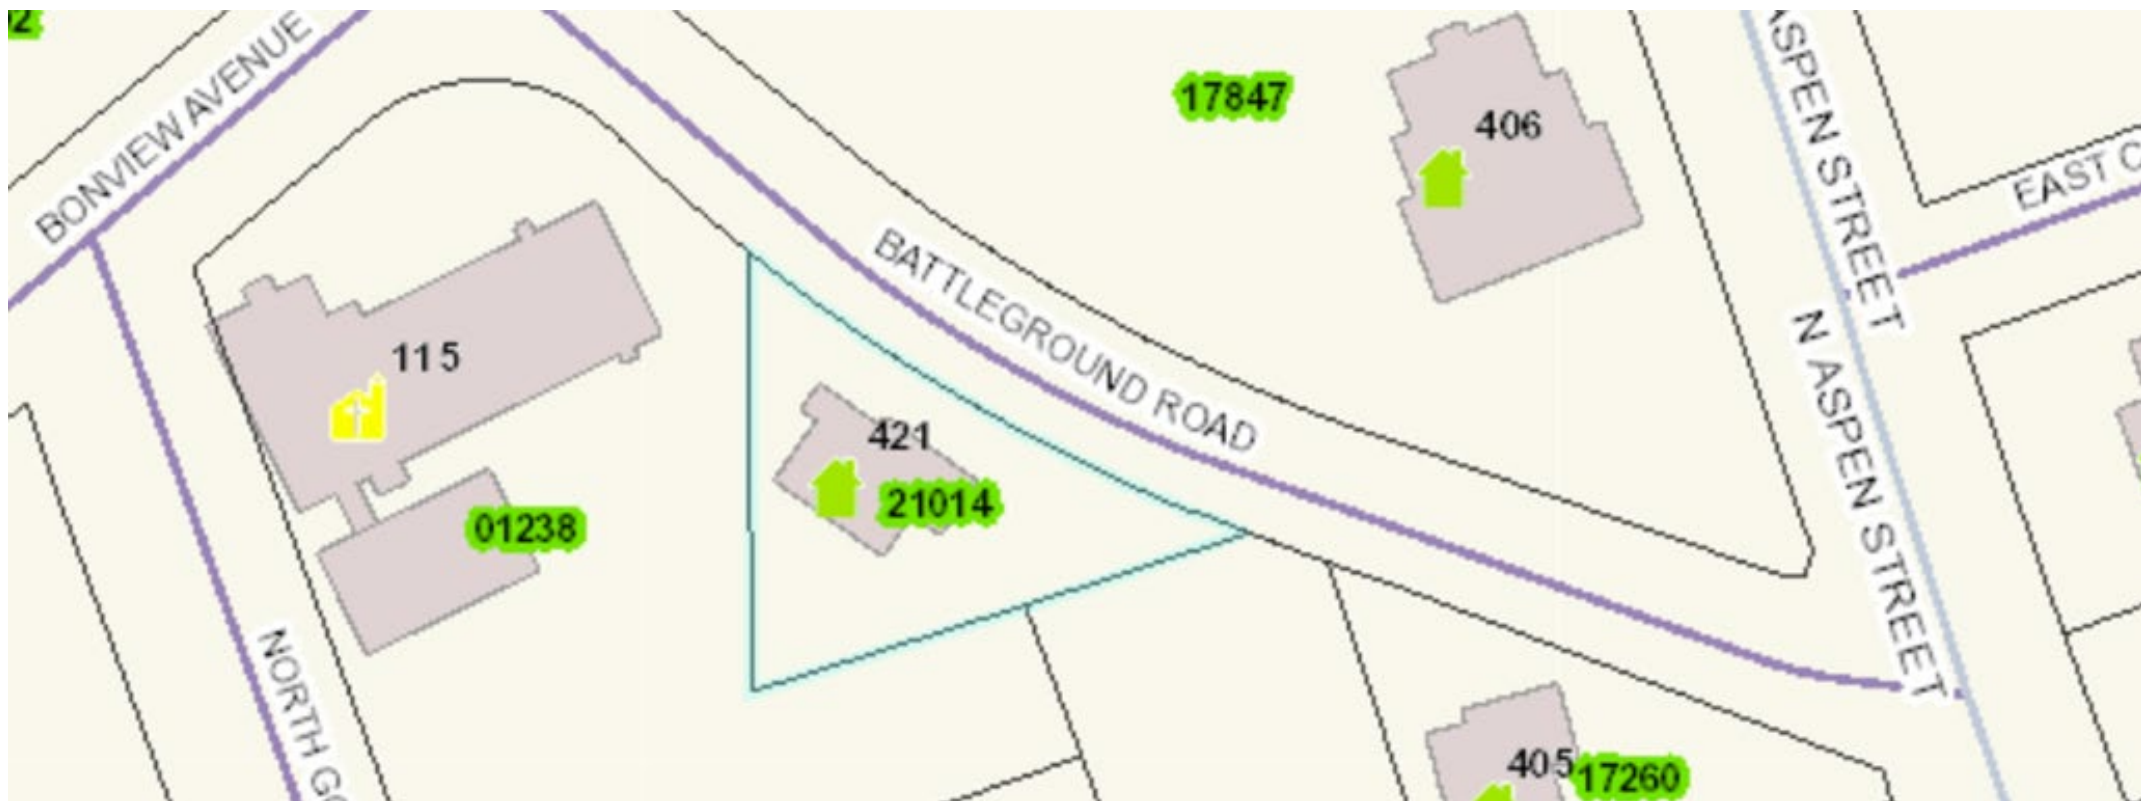 BONVIEW AVENUE
17847
406
ASPEN STREET
EAST
BATTLEGROUND ROAD
115
N ASPEN STREET
421
21014
01238
NORTH
405
17260